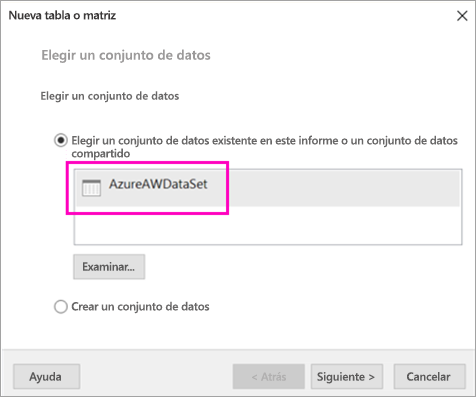 Nueva tabla o matriz
Elegir un conjunto de datos
Elegir un conjunto de datos
Elegir un conjunto de datos existente en este informe o un conjunto de datos
compartido
AzureAWDataSet
Examinar...
Crear un conjunto de datos
Ayuda
< Atrás
Siguiente >
Cancelar